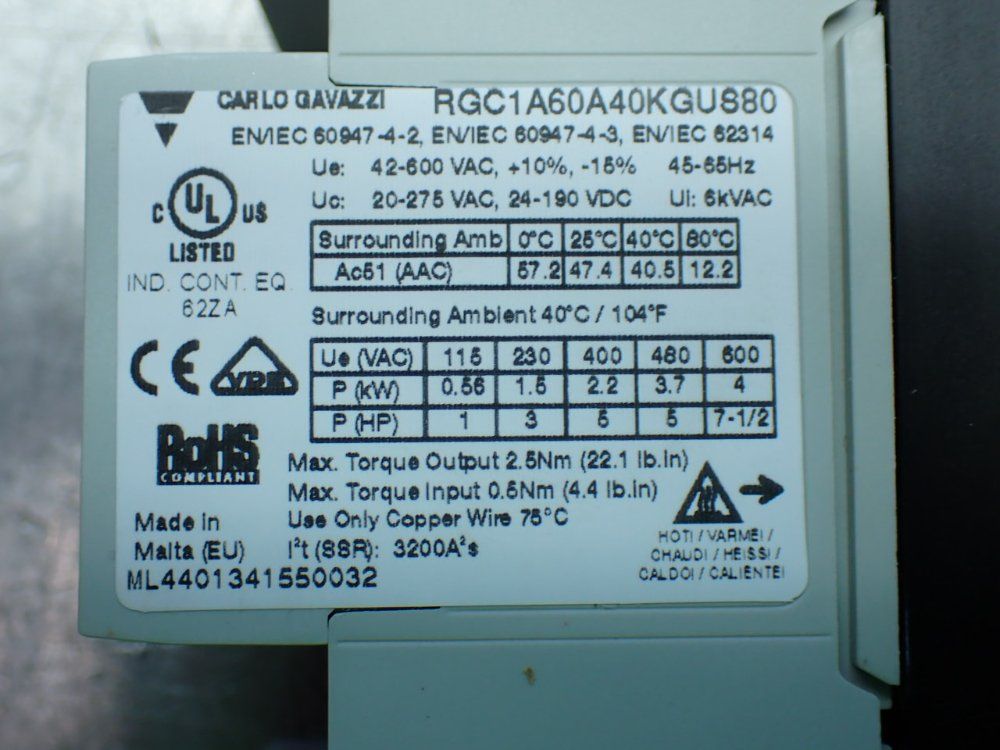 CARLO GAVAZZI RGC1A60A40KGUS80
EN/IEC 60947-4-2, EN/IEC 60947-4-3, EN/IEC 62314
Ue: 42-600 VAC, +10%, -15% 45-65Hz
Uc: 20-275 VAC, 24-190 VDC Ui: 6kVAC
C UL US
LISTED
IND. CONT. EQ.
62ZA
Surrounding Amb 0°C 25°C 40°C 80°C
Ac51 (AAC) 57.2 47.4 40.5 12.2
Surrounding Ambient 40°C / 104°F
Ue (VAC) 115 230 400 480 600
P (kW) 0.56 1.5 2.2 3.7 4
P (HP) 1 3 5 5 7-1/2
CE VDE
RoHS
COMPLIANT
Max. Torque Output 2.5Nm (22.1 lb.in)
Max. Torque Input 0.5Nm (4.4 lb.in)
Use Only Copper Wire 75°C
I²t (SSR): 3200A²s
Made in
Malta (EU)
ML4401341550032
HOT! / VARME! /
CHAUD! / HEISS! /
CALDO! / CALIENTE!